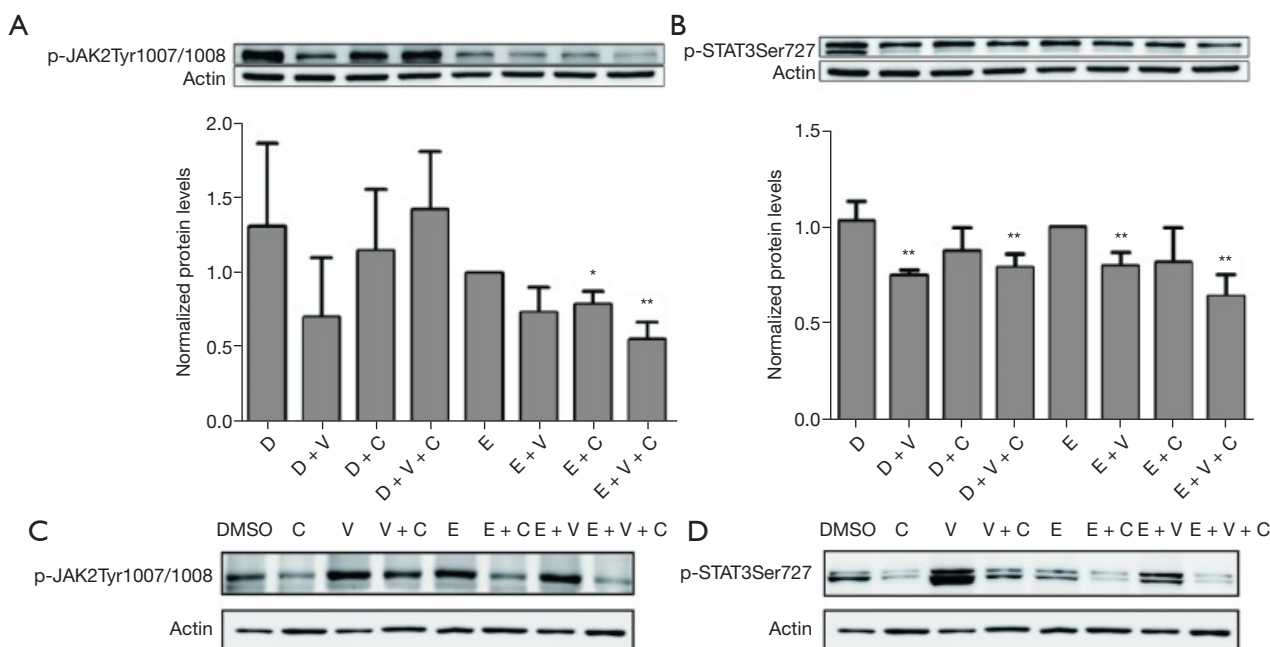 A
p-JAK2Tyr1007/1008
Actin
Normalized protein levels
2.0
1.5
1.0
0.5
0.0
* 
**
D
D + V
D + C
D + V + C
E
E + V
E + C
E + V + C
B
p-STAT3Ser727
Actin
Normalized protein levels
1.5
1.0
0.5
0.0
**
**
**
**
D
D + V
D + C
D + V + C
E
E + V
E + C
E + V + C
C
DMSO C V V + C E E + C E + V E + V + C
p-JAK2Tyr1007/1008
Actin
D
DMSO C V V + C E E + C E + V E + V + C
p-STAT3Ser727
Actin